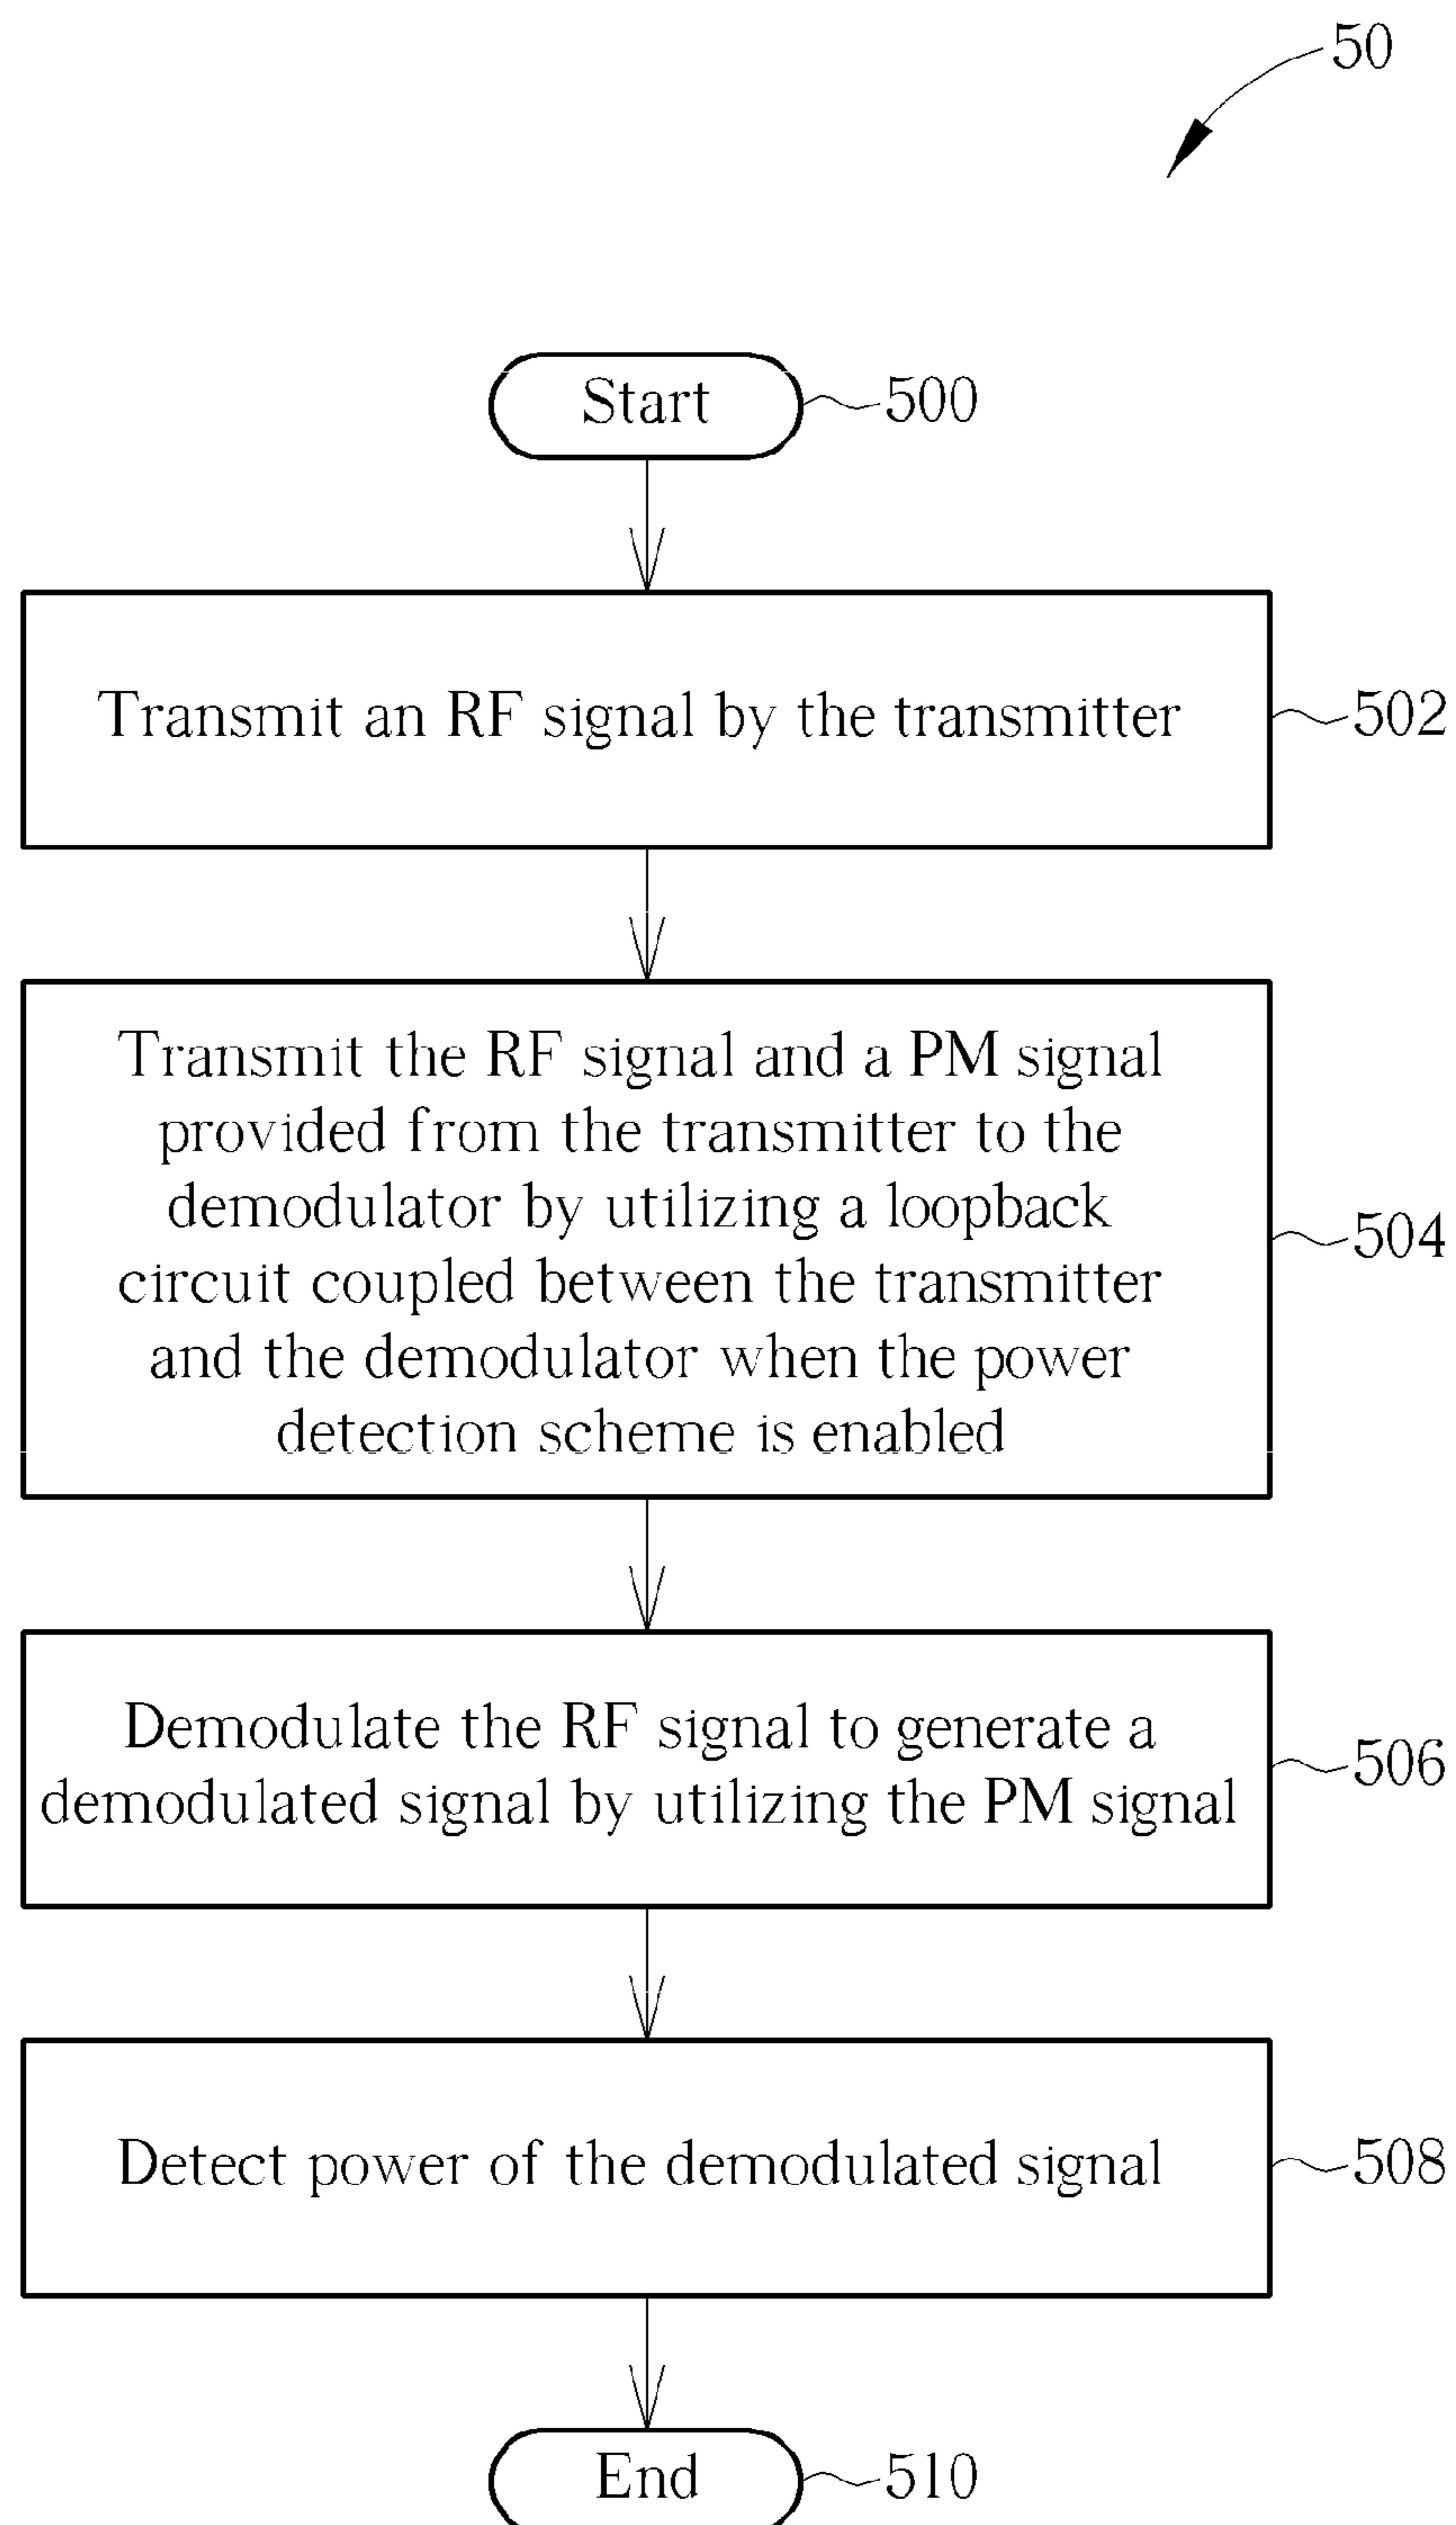 50
Start
500
Transmit an RF signal by the transmitter
502
Transmit the RF signal and a PM signal
provided from the transmitter to the
demodulator by utilizing a loopback
circuit coupled between the transmitter
and the demodulator when the power
detection scheme is enabled
504
Demodulate the RF signal to generate a
demodulated signal by utilizing the PM signal
506
Detect power of the demodulated signal
508
End
510